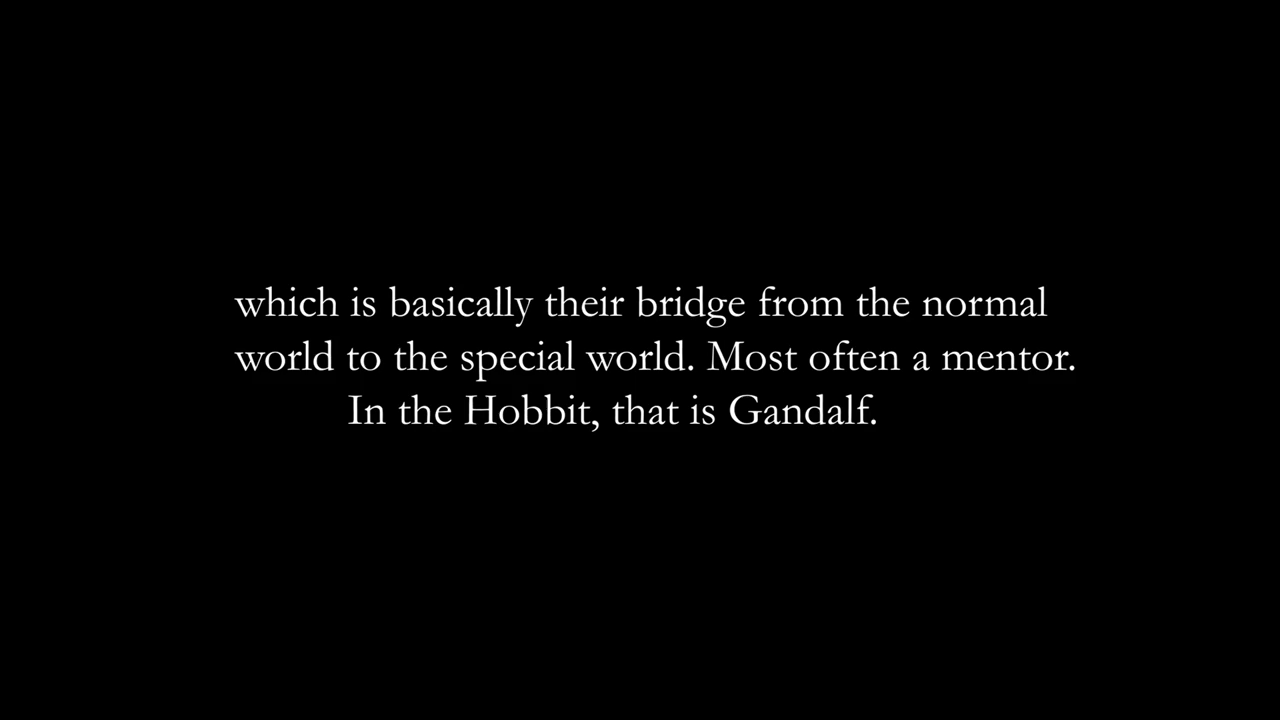 which is basically their bridge from the normal
world to the special world. Most often a mentor.
In the Hobbit, that is Gandalf.